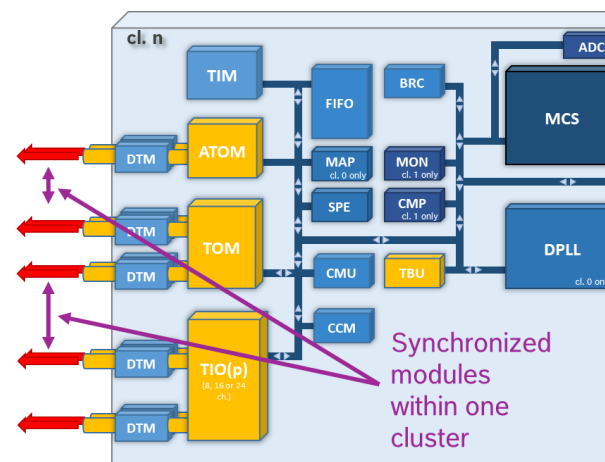 cl. n
TIM
FIFO
BRC
ADC
MCS
DTM
ATOM
MAP
cl. 0 only
MON
cl. 1 only
SPE
CMP
cl. 1 only
DTM
TOM
DTM
CMU
TBU
DPLL
cl. 0 on
CCM
DTM
TIO(p)
(8, 16 or 24
ch.)
DTM
Synchronized
modules
within one
cluster